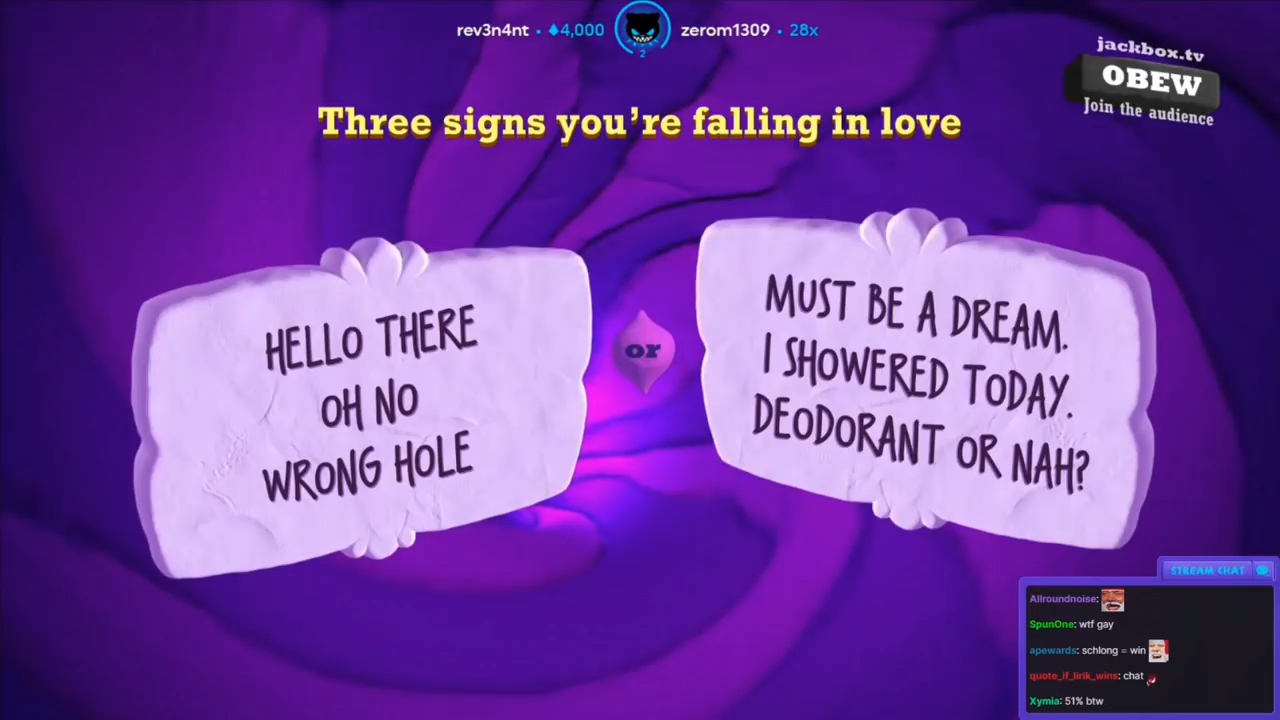 rev3n4nt • 4,000
2
zerom1309 • 28x
jackbox.tv
OBEW
Join the audience
Three signs you're falling in love
HELLO THERE
OH NO
WRONG HOLE
or
MUST BE A DREAM.
I SHOWERED TODAY.
DEODORANT OR NAH?
STREAM CHAT
Allroundnoise:
SpunOne: wtf gay
apewards: schlong = win
quote_if_lirik_wins: chat
Xymia: 51% btw